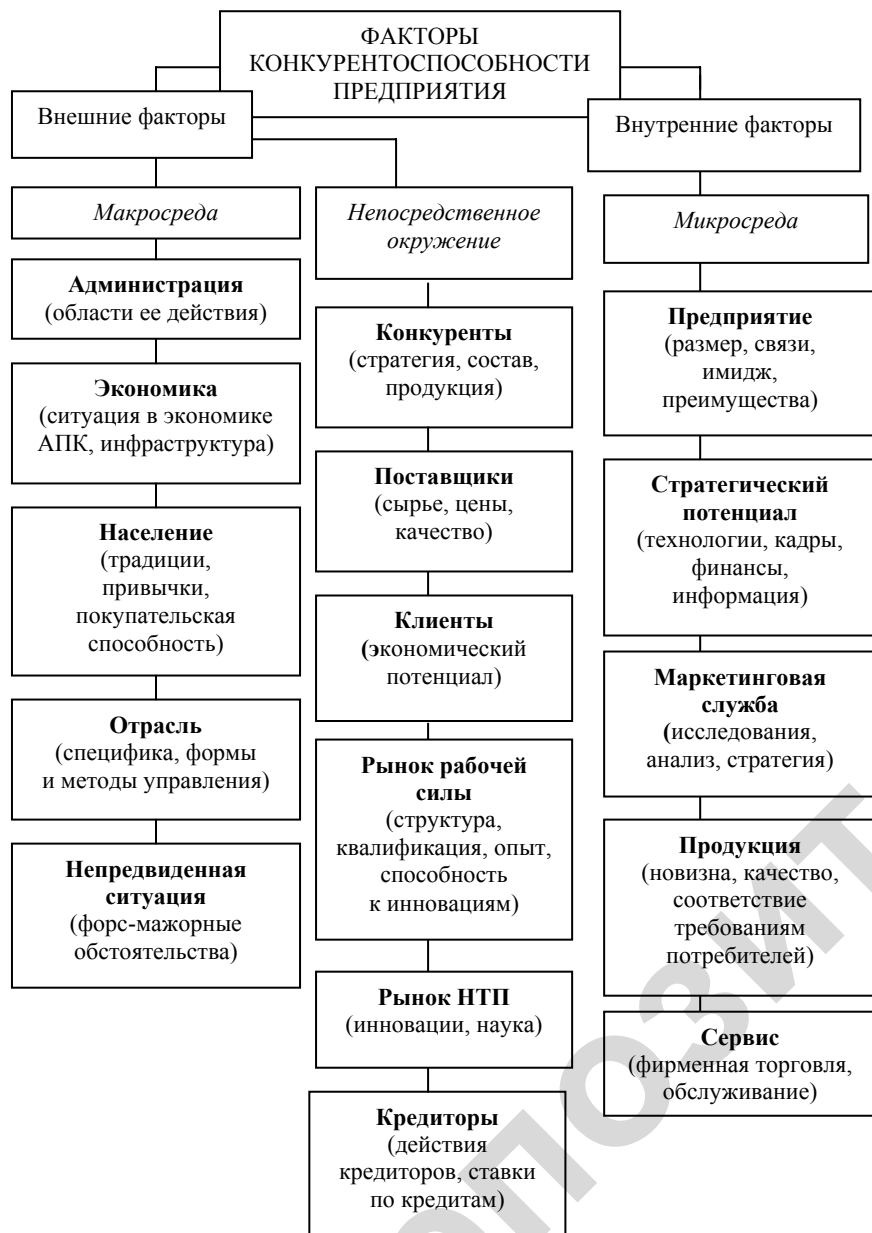 ФАКТОРЫ
КОНКУРЕНТОСПОСОБНОСТИ
ПРЕДПРИЯТИЯ
Внешние факторы
Внутренние факторы
Макросреда
Непосредственное
окружение
Микросреда
Администрация
(области ее действия)
Экономика
(ситуация в экономике
АПК, инфраструктура)
Население
(традиции,
привычки,
покупательская
способность)
Отрасль
(специфика, формы
и методы управления)
Непредвиденная
ситуация
(форс-мажорные
обстоятельства)
Конкуренты
(стратегия, состав,
продукция)
Поставщики
(сырье, цены,
качество)
Клиенты
(экономический
потенциал)
Рынок рабочей
силы
(структура,
квалификация, опыт,
способность
к инновациям)
Рынок НТП
(инновации, наука)
Кредиторы
(действия
кредиторов, ставки
по кредитам)
Предприятие
(размер, связи,
имидж,
преимущества)
Стратегический
потенциал
(технологии, кадры,
финансы,
информация)
Маркетинговая
служба
(исследования,
анализ, стратегия)
Продукция
(новизна, качество,
соответствие
требованиям
потребителей)
Сервис
(фирменная торговля,
обслуживание)